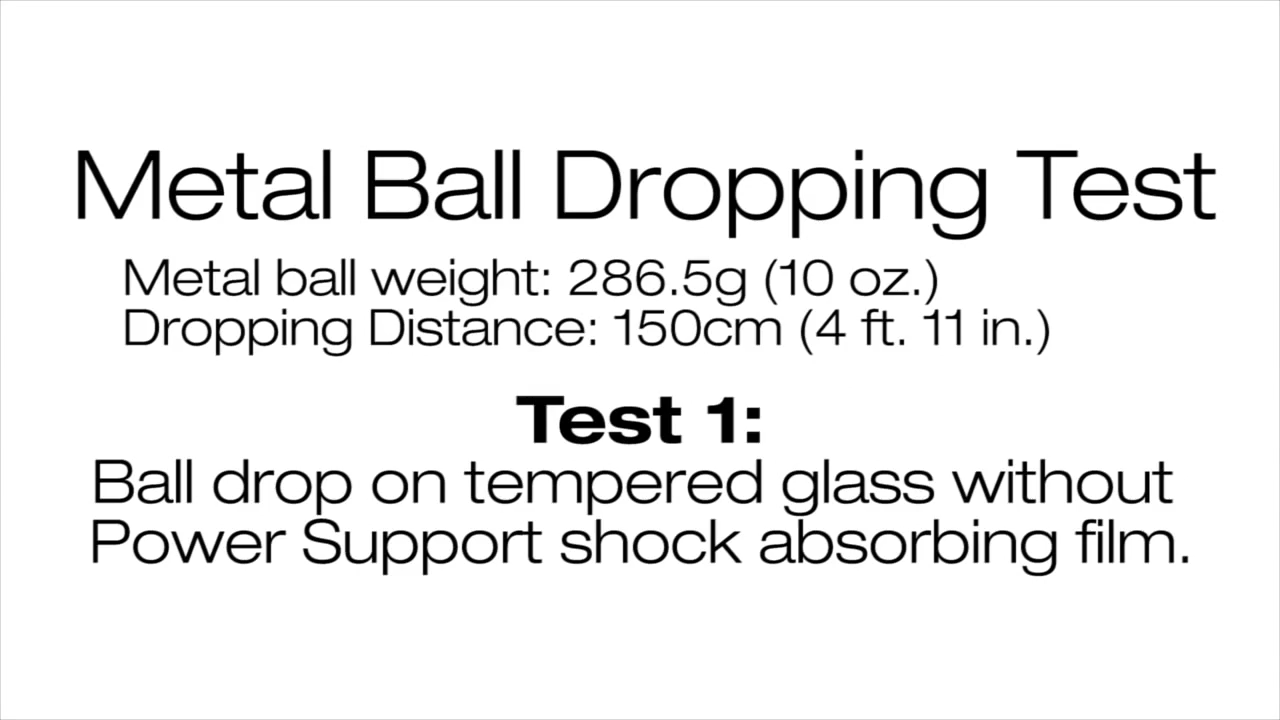 Metal Ball Dropping Test
Metal ball weight: 286.5g (10 oz.)
Dropping Distance: 150cm (4 ft. 11 in.)
Test 1:
Ball drop on tempered glass without
Power Support shock absorbing film.